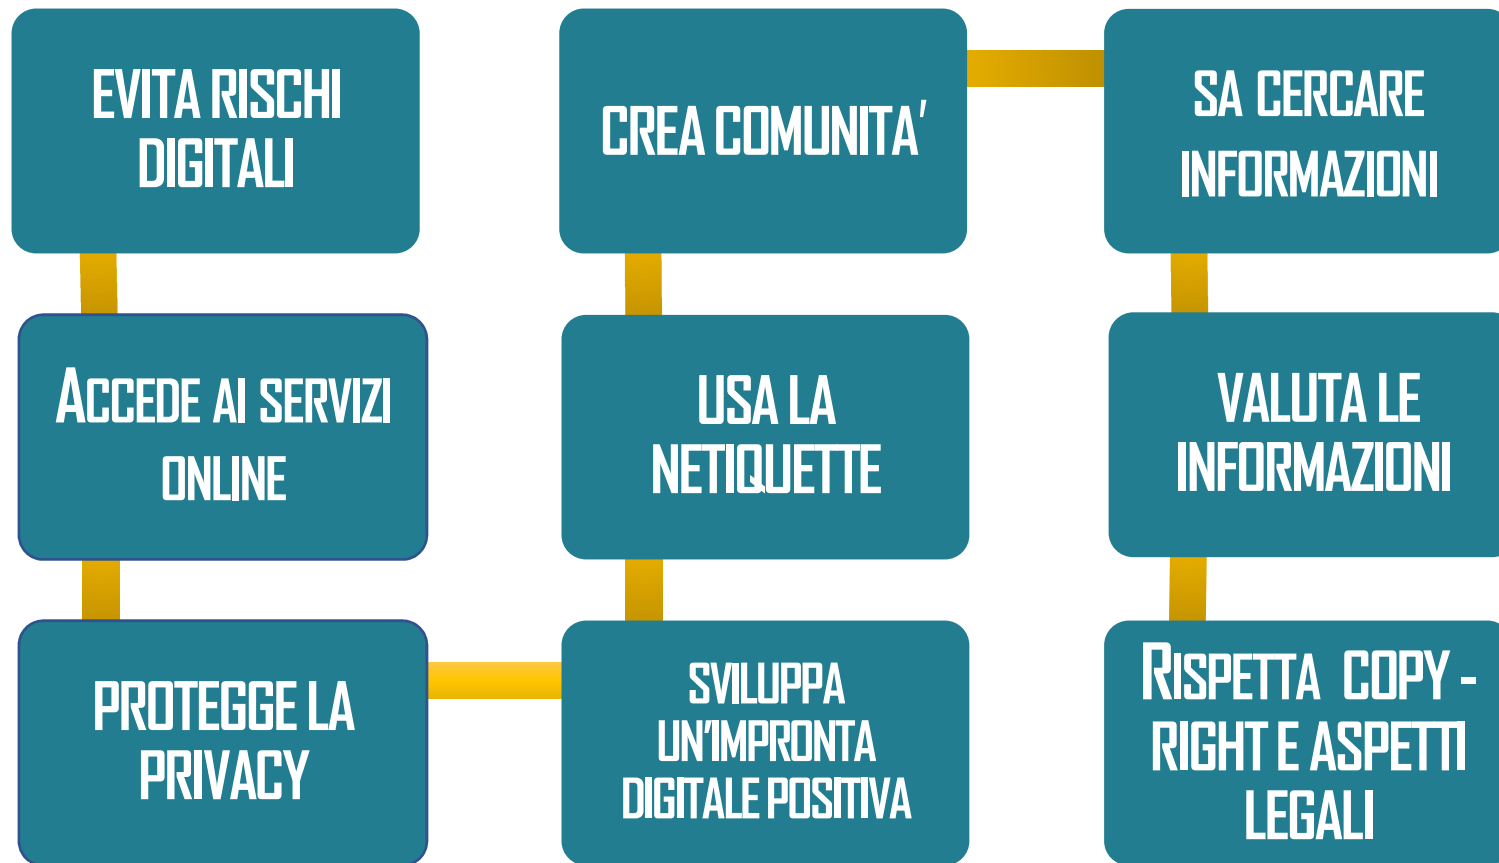 EVITA RISCHI
DIGITALI
ACCEDE AI SERVIZI
ONLINE
PROTEGGE LA
PRIVACY
SVILUPPA
UN'IMPRONTA
DIGITALE POSITIVA
USA LA
NETIQUETTE
CREA COMUNITA'
SA CERCARE
INFORMAZIONI
VALUTA LE
INFORMAZIONI
RISPETTA COPY -
RIGHT E ASPETTI
LEGALI